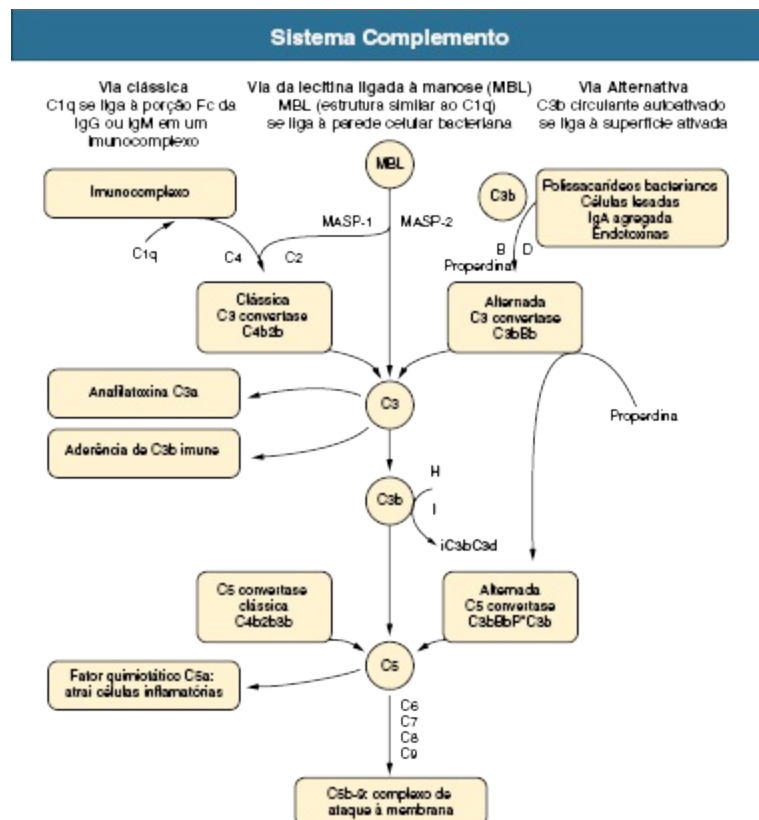 Sistema Complemento
Via clássica
C1q se liga à porção Fc da
IgG ou IgM em um
Imunocomplexo
Via da lecitina ligada à manose (MBL)
MBL (estrutura similar ao C1q)
se liga à parede celular bacteriana
Via Alternativa
C3b circulante autoativado
se liga à superfície ativada
MBL
Imunocomplexo
C3b
Polissacarídeos bacterianos
Células lesadas
IgA agregada
Endotoxinas
MASP-1
MASP-2
C1q
C4
C2
B
D
Properdina
Clássica
C3 convertase
C4b2b
Alternada
C3 convertase
C3bBb
Anafilatoxina C3a
C3
Properdina
Aderência de C3b imune
H
C3b
I
iC3bC3d
C5 convertase
clássica
C4b2b3b
Alternada
C5 convertase
C3bBbP*C3b
C5
Fator quimiotático C5a:
atrai células inflamatórias
C6
C7
C8
C9
C5b-9: complexo de
ataque à membrana